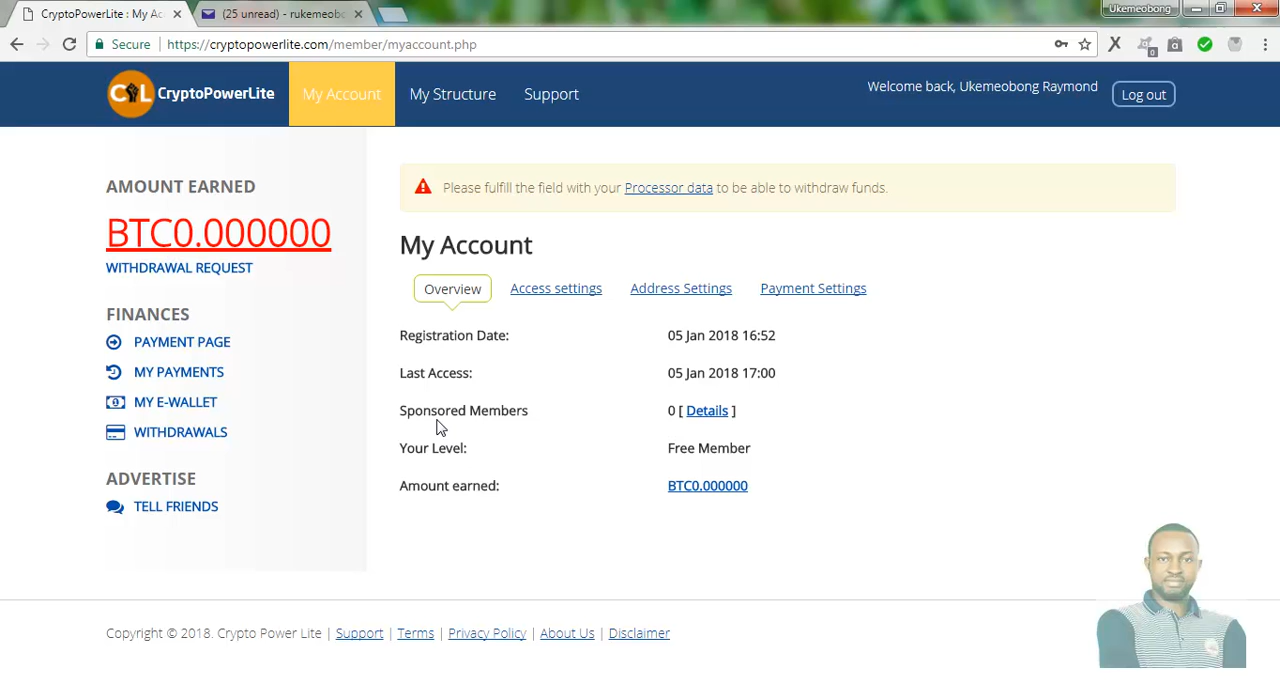 CryptoPowerLite : My Ac
(25 unread) - rukemeobo
Ukemeobong
Secure
https://cryptopowerlite.com/member/myaccount.php
CPL CryptoPowerLite
My Account
My Structure
Support
Welcome back, Ukemeobong Raymond
Log out
AMOUNT EARNED
BTC0.000000
WITHDRAWAL REQUEST
FINANCES
PAYMENT PAGE
MY PAYMENTS
MY E-WALLET
WITHDRAWALS
ADVERTISE
TELL FRIENDS
Please fulfill the field with your Processor data to be able to withdraw funds.
My Account
Overview Access settings Address Settings Payment Settings
Registration Date: 05 Jan 2018 16:52
Last Access: 05 Jan 2018 17:00
Sponsored Members 0 [ Details ]
Your Level: Free Member
Amount earned: BTC0.000000
Copyright © 2018. Crypto Power Lite | Support | Terms | Privacy Policy | About Us | Disclaimer